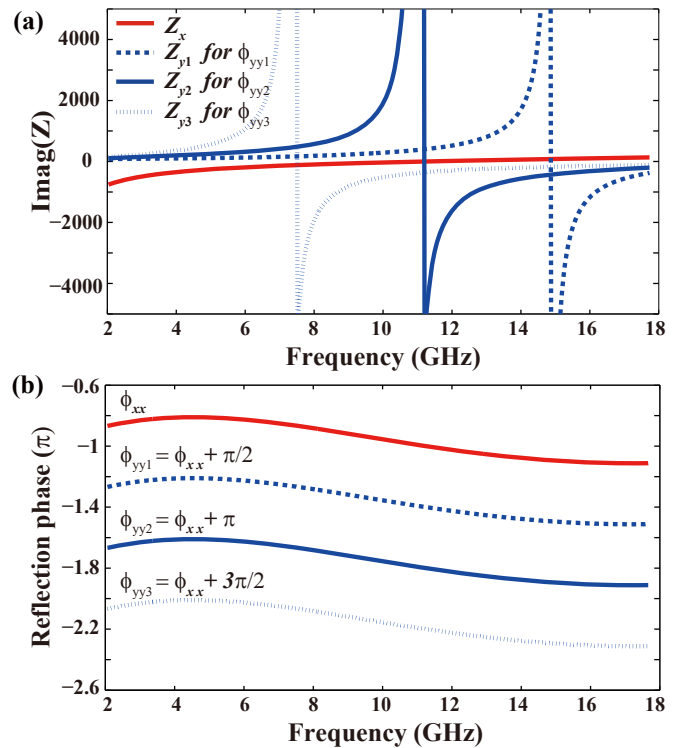 (a)
Z_x
Z_y1 for ϕ_yy1
Z_y2 for ϕ_yy2
Z_y3 for ϕ_yy3
4000
2000
0
−2000
−4000
Imag(Z)
2 4 6 8 10 12 14 16 18
Frequency (GHz)
(b)
−0.6
−1
−1.4
−1.8
−2.2
−2.6
Reflection phase (π)
ϕ_xx
ϕ_yy1 = ϕ_xx + π/2
ϕ_yy2 = ϕ_xx + π
ϕ_yy3 = ϕ_xx + 3π/2
2 4 6 8 10 12 14 16 18
Frequency (GHz)